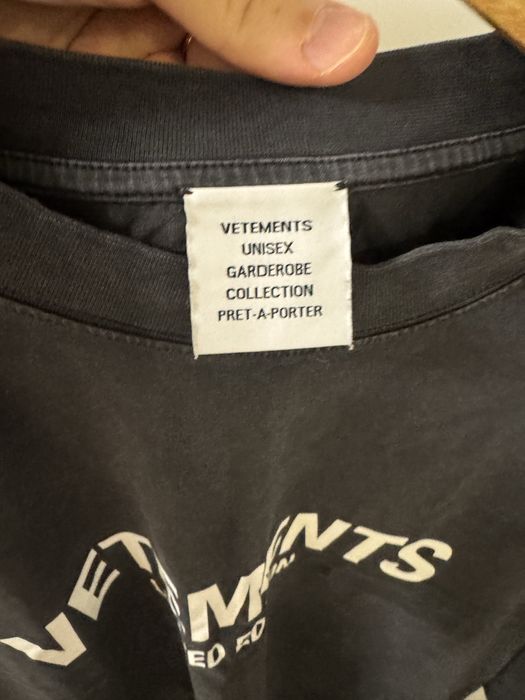 VETEMENTS
UNISEX
GARDEROBE
COLLECTION
PRET-A-PORTER
VETEMENTS